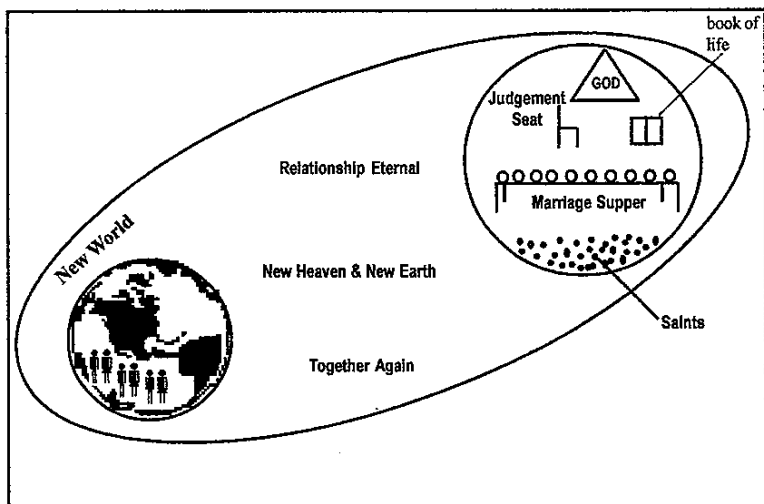 book of
life
GOD
Judgement
Seat
Relationship Eternal
Marriage Supper
New World
New Heaven & New Earth
Saints
Together Again